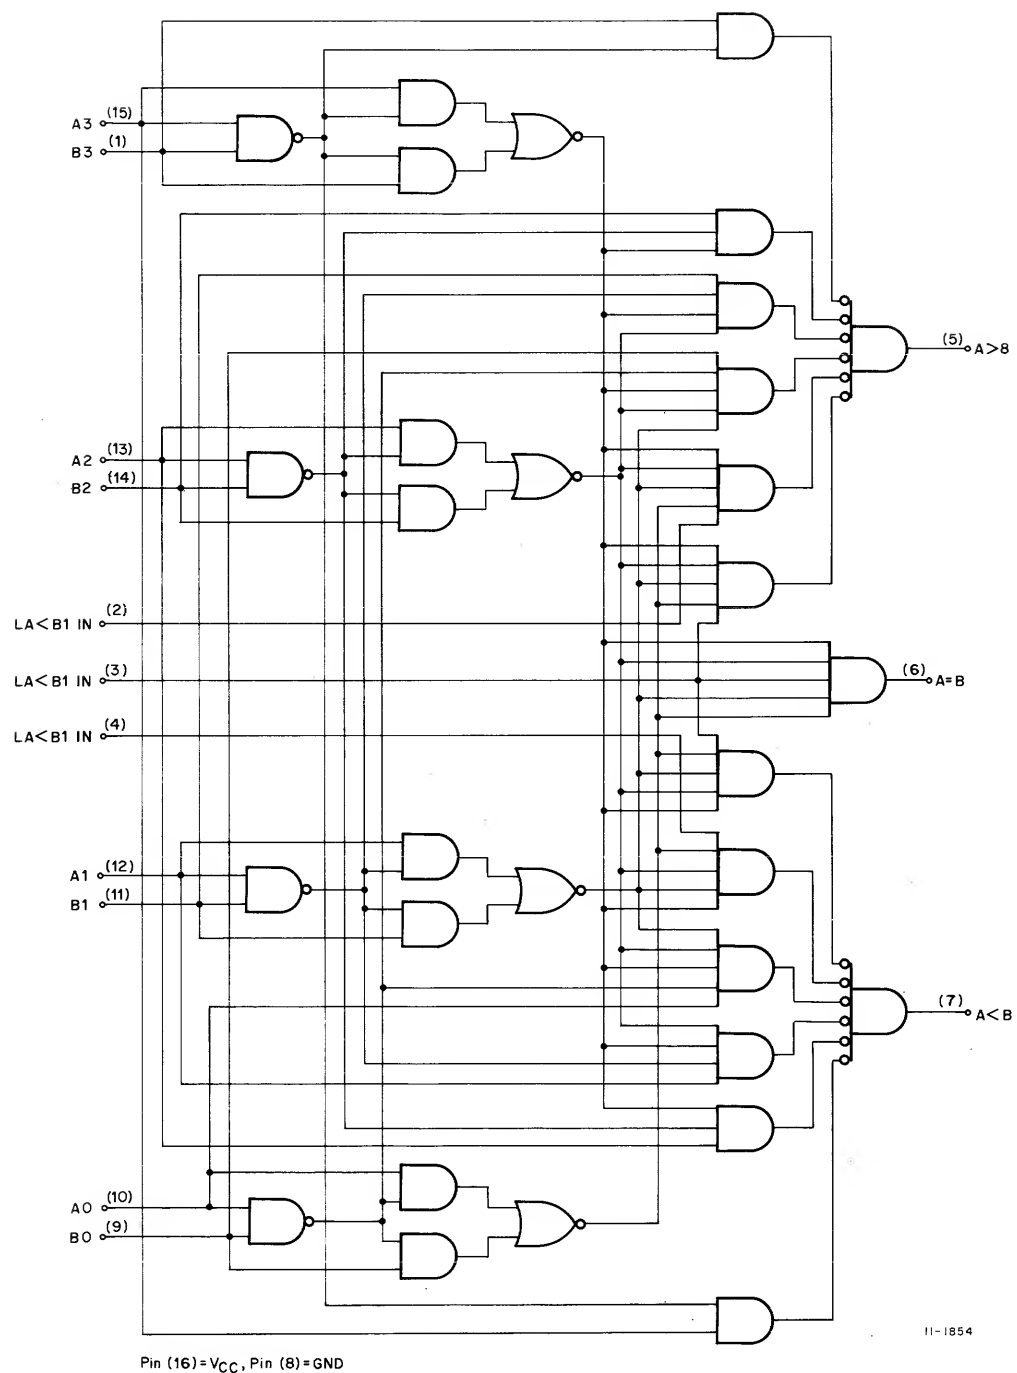 A3 (15)
B3 (1)
(5) A>8
A2 (13)
B2 (14)
LA<B1 IN (2)
LA<B1 IN (3)
(6) A=B
LA<B1 IN (4)
A1 (12)
B1 (11)
(7) A<B
A0 (10)
B0 (9)
11-1854
Pin (16)=VCC, Pin (8)=GND